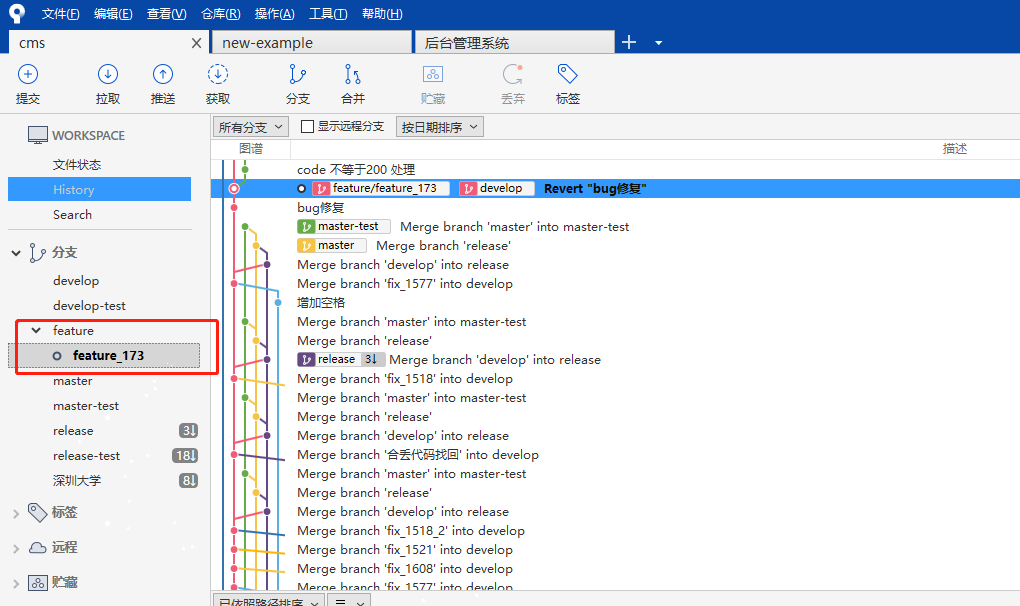 文件(F) 编辑(E) 查看(V) 仓库(R) 操作(A) 工具(T) 帮助(H)
cms new-example 后台管理系统
提交 拉取 推送 获取 分支 合并 贮藏 丢弃 标签
WORKSPACE
文件状态
History
Search
分支
develop
develop-test
feature
feature_173
master
master-test
release 3↓
release-test 18↓
深圳大学 8↓
标签
远程
贮藏
所有分支 显示远程分支 按日期排序
图谱 描述
code 不等于200 处理
feature/feature_173 develop Revert "bug修复"
bug修复
master-test Merge branch 'master' into master-test
master Merge branch 'release'
Merge branch 'develop' into release
Merge branch 'fix_1577' into develop
增加空格
Merge branch 'master' into master-test
Merge branch 'release'
release 3↓ Merge branch 'develop' into release
Merge branch 'fix_1518' into develop
Merge branch 'master' into master-test
Merge branch 'release'
Merge branch 'develop' into release
Merge branch '合丢代码找回' into develop
Merge branch 'master' into master-test
Merge branch 'release'
Merge branch 'develop' into release
Merge branch 'fix_1518_2' into develop
Merge branch 'fix_1521' into develop
Merge branch 'fix_1608' into develop
Merge branch 'fix_1577' into develop
已依照路径排序